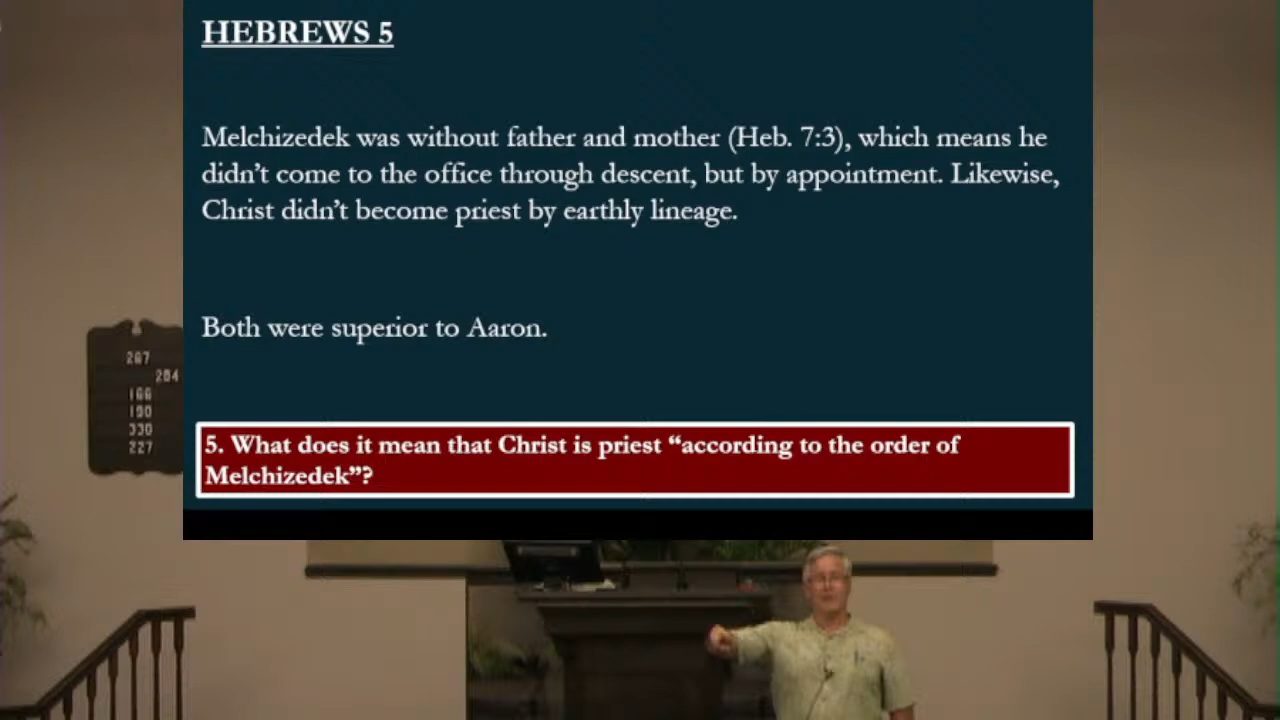 HEBREWS 5
Melchizedek was without father and mother (Heb. 7:3), which means he
didn’t come to the office through descent, but by appointment. Likewise,
Christ didn’t become priest by earthly lineage.
Both were superior to Aaron.
5. What does it mean that Christ is priest “according to the order of
Melchizedek”?
267
204
166
190
330
227